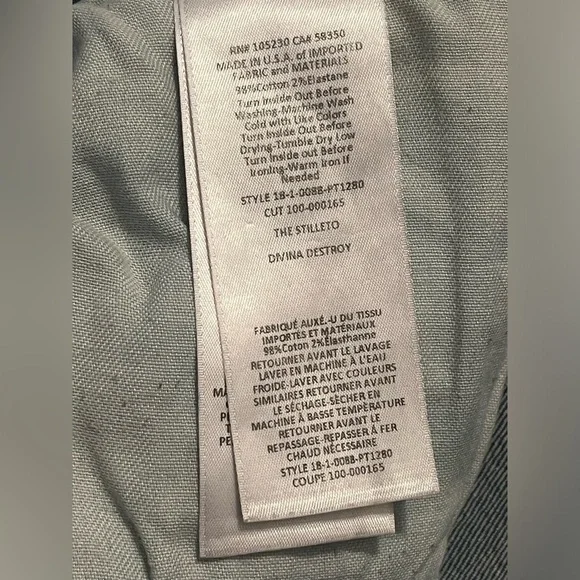 RN# 105230 CA# 58350
MADE IN U.S.A. of IMPORTED
FABRIC and MATERIALS
98%Cotton 2%Elastane
Turn Inside Out Before
Washing-Machine Wash
Cold with Like Colors
Turn Inside Out Before
Drying-Tumble Dry Low
Turn Inside out Before
Ironing-Warm Iron If
Needed
STYLE 1B-1-008B-PT1280
CUT 100-000165
THE STILLETO
DIVINA DESTROY
FABRIQUÉ AUXÉ.-U DU TISSU
IMPORTÉS ET MATÉRIAUX
98%Coton 2%Élasthanne
RETOURNER AVANT LE LAVAGE
LAVER EN MACHINE À L'EAU
FROIDE-LAVER AVEC COULEURS
SIMILAIRES RETOURNER AVANT
LE SÉCHAGE-SÉCHER EN
MACHINE À BASSE TEMPÉRATURE
RETOURNER AVANT LE
REPASSAGE-REPASSER À FER
CHAUD NÉCESSAIRE
STYLE 1B-1-008B-PT1280
COUPE 100-000165